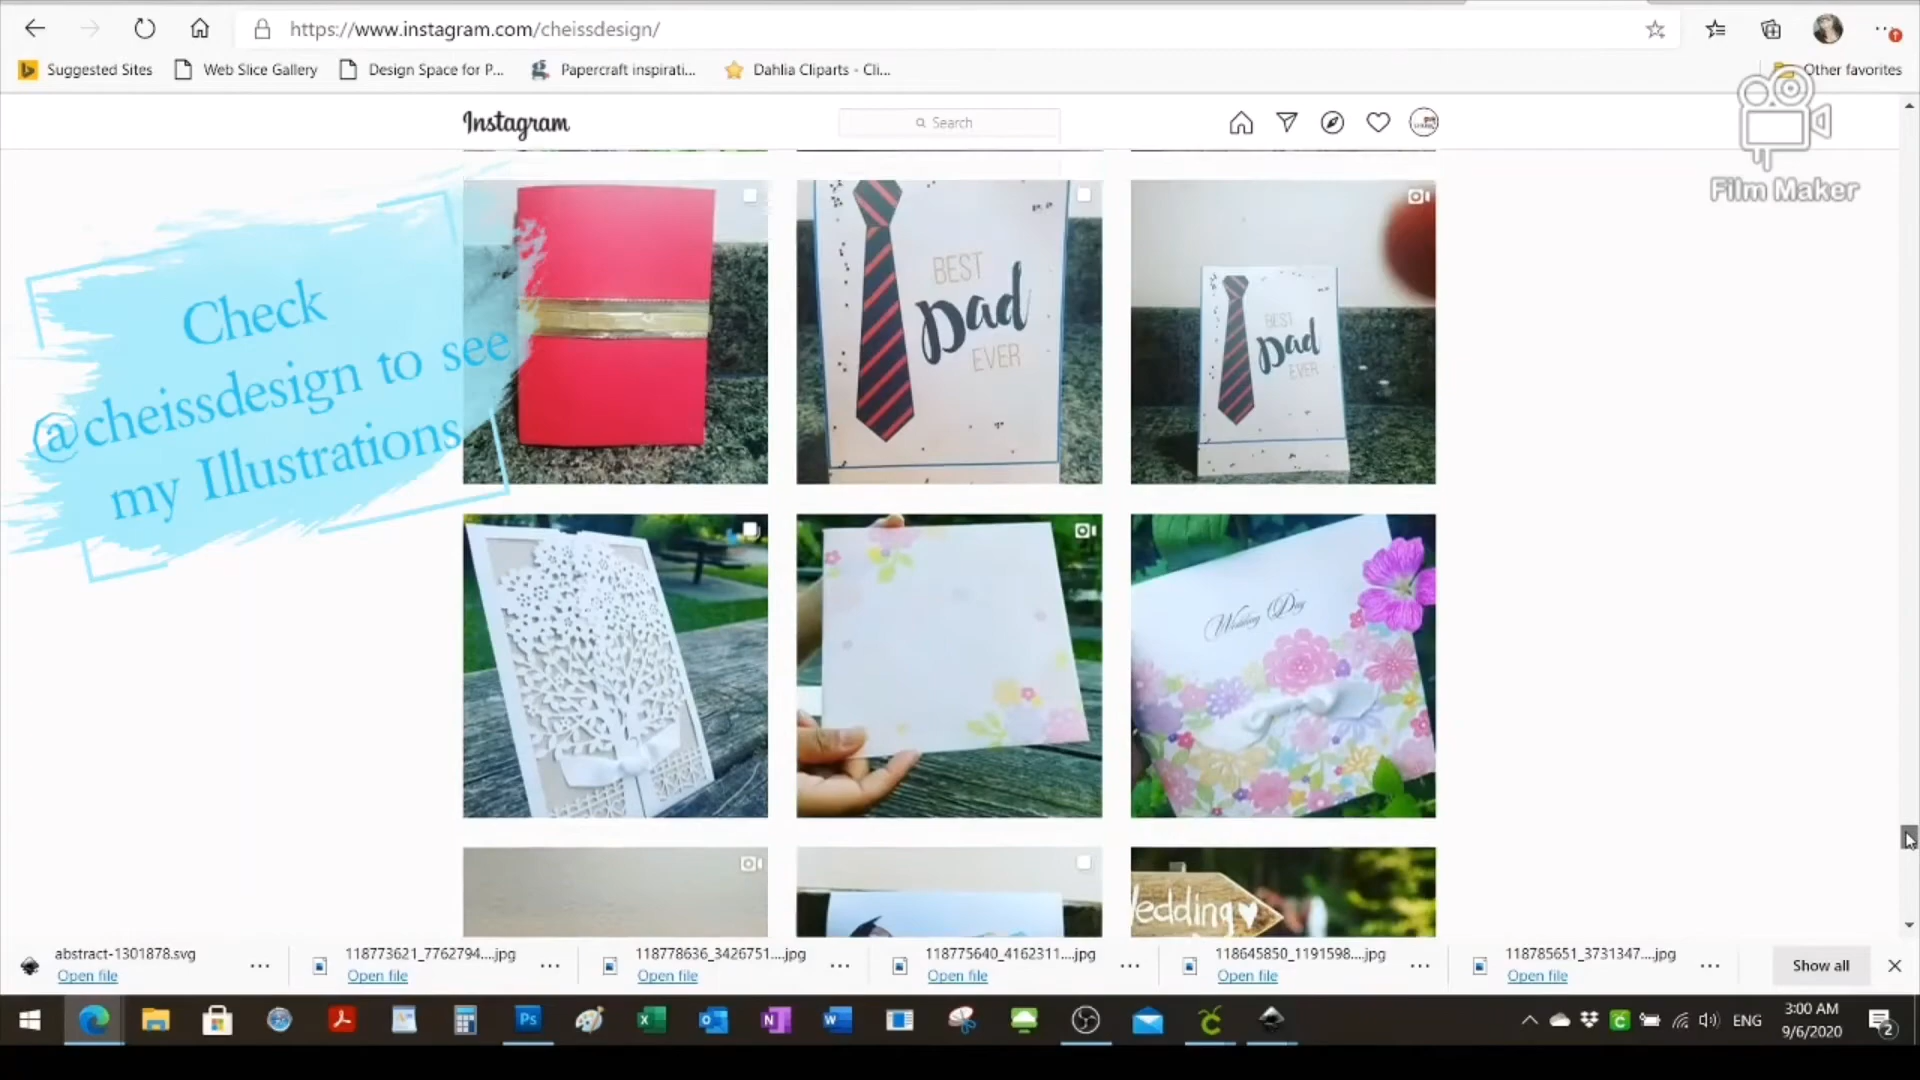 https://www.instagram.com/cheissdesign/
Suggested Sites
Web Slice Gallery
Design Space for P...
Papercraft inspirati...
Dahlia Cliparts - Cli...
Other favorites
Instagram
Search
Film Maker
Check
@cheissdesign to see
my Illustrations
BEST
Dad
EVER
BEST
Dad
EVER
Wedding Day
Wedding
abstract-1301878.svg
Open file
118773621_7762794....jpg
Open file
118778636_3426751....jpg
Open file
118775640_4162311....jpg
Open file
118645850_1191598....jpg
Open file
118785651_3731347....jpg
Open file
Show all
Ps
ENG
3:00 AM
9/6/2020
2